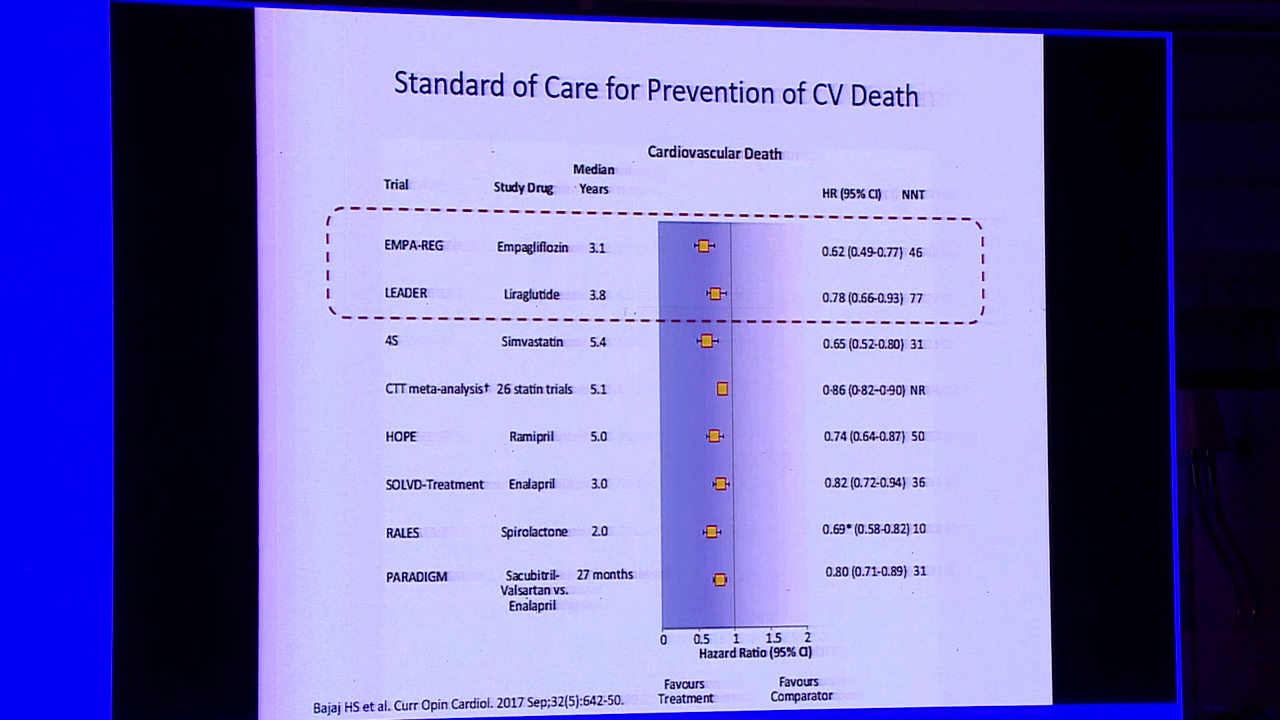 Standard of Care for Prevention of CV Death
Cardiovascular Death
Trial Study Drug Median Years HR (95% CI) NNT
EMPA-REG Empagliflozin 3.1 0.62 (0.49-0.77) 46
LEADER Liraglutide 3.8 0.78 (0.66-0.93) 77
4S Simvastatin 5.4 0.65 (0.52-0.80) 31
CTT meta-analysis† 26 statin trials 5.1 0·86 (0·82–0·90) NR
HOPE Ramipril 5.0 0.74 (0.64-0.87) 50
SOLVD-Treatment Enalapril 3.0 0.82 (0.72-0.94) 36
RALES Spirolactone 2.0 0.69* (0.58-0.82) 10
PARADIGM Sacubitril-Valsartan vs. Enalapril 27 months 0.80 (0.71-0.89) 31
0 0.5 1 1.5 2
Hazard Ratio (95% CI)
Favours Treatment Favours Comparator
Bajaj HS et al. Curr Opin Cardiol. 2017 Sep;32(5):642-50.